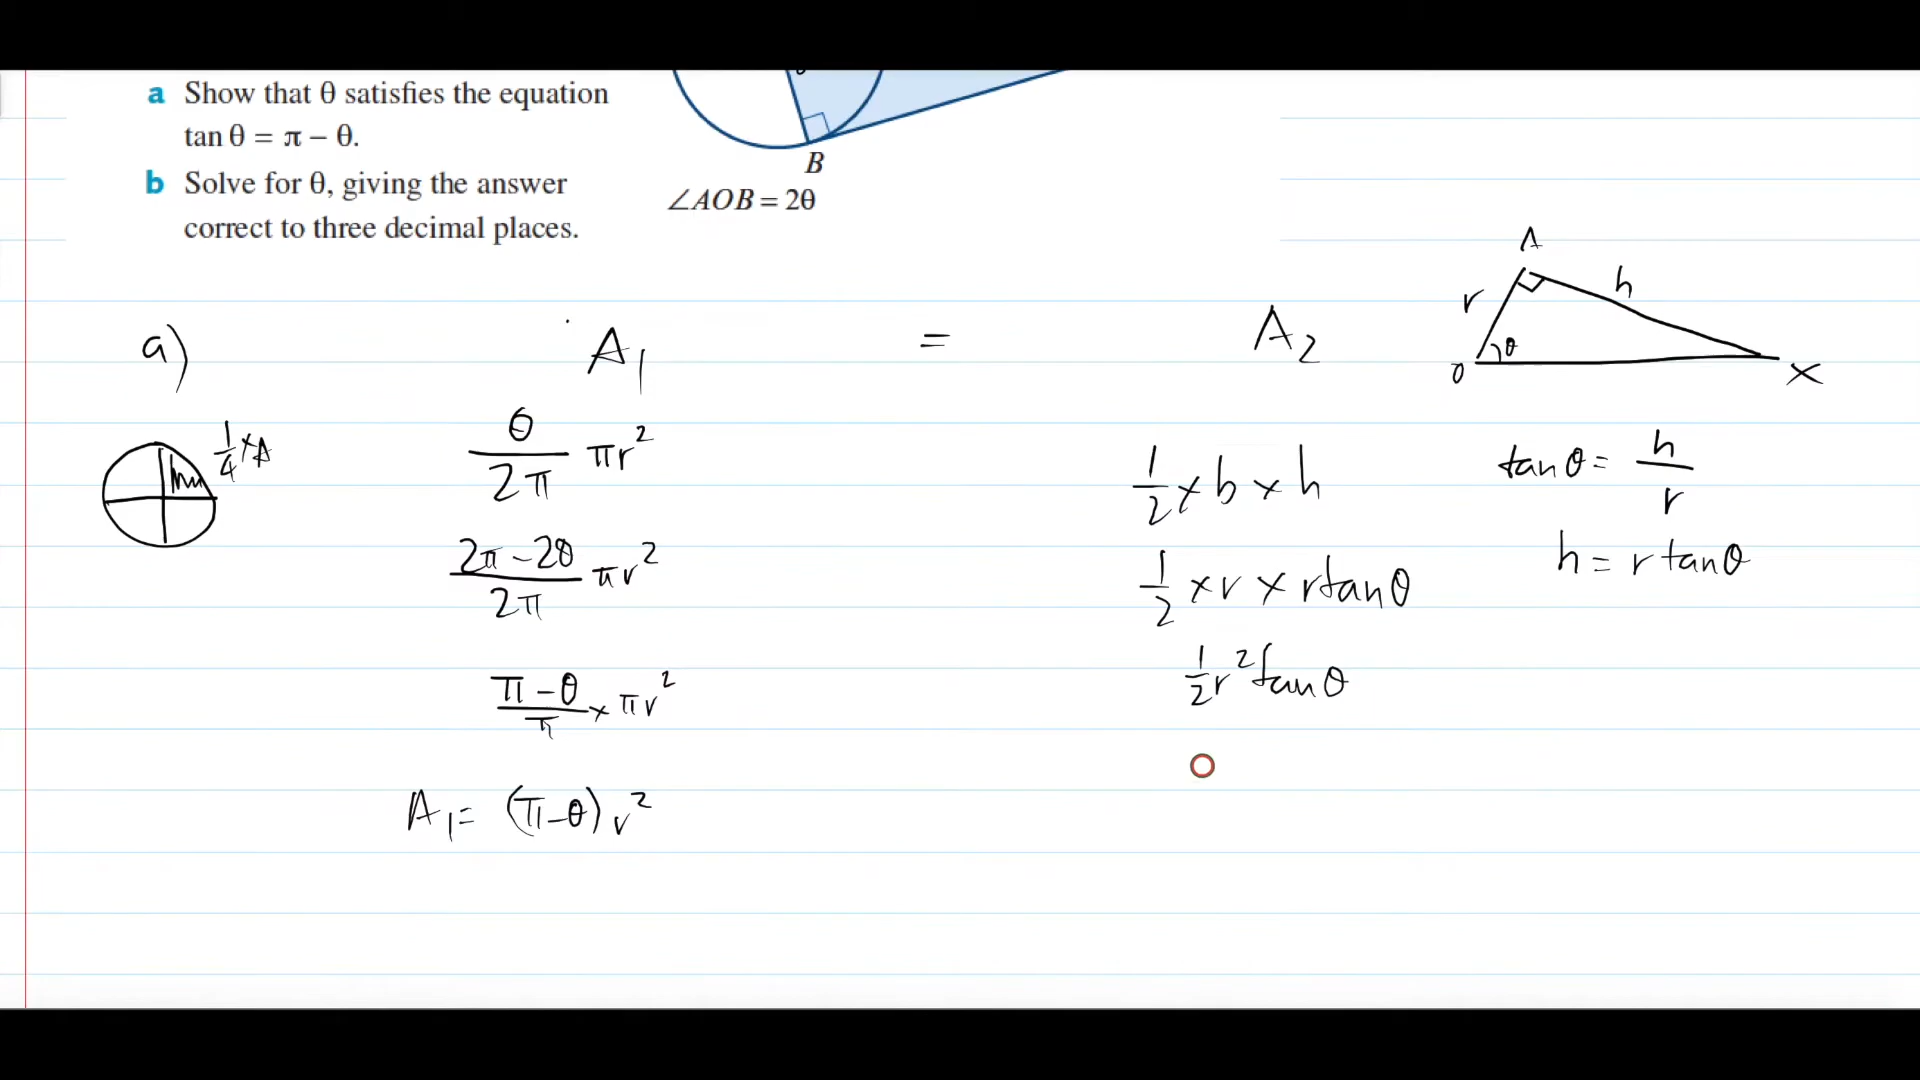 a Show that θ satisfies the equation
tan θ = π − θ.
b Solve for θ, giving the answer
correct to three decimal places.
B
∠AOB = 2θ
A
r
h
θ
O
X
a)
A₁ = A₂
1/4 × A
θ/2π πr²
2π − 2θ/2π πr²
π − θ/π × πr²
A₁ = (π − θ) r²
1/2 × b × h
1/2 × r × r tan θ
1/2 r² tan θ
tan θ = h/r
h = r tan θ